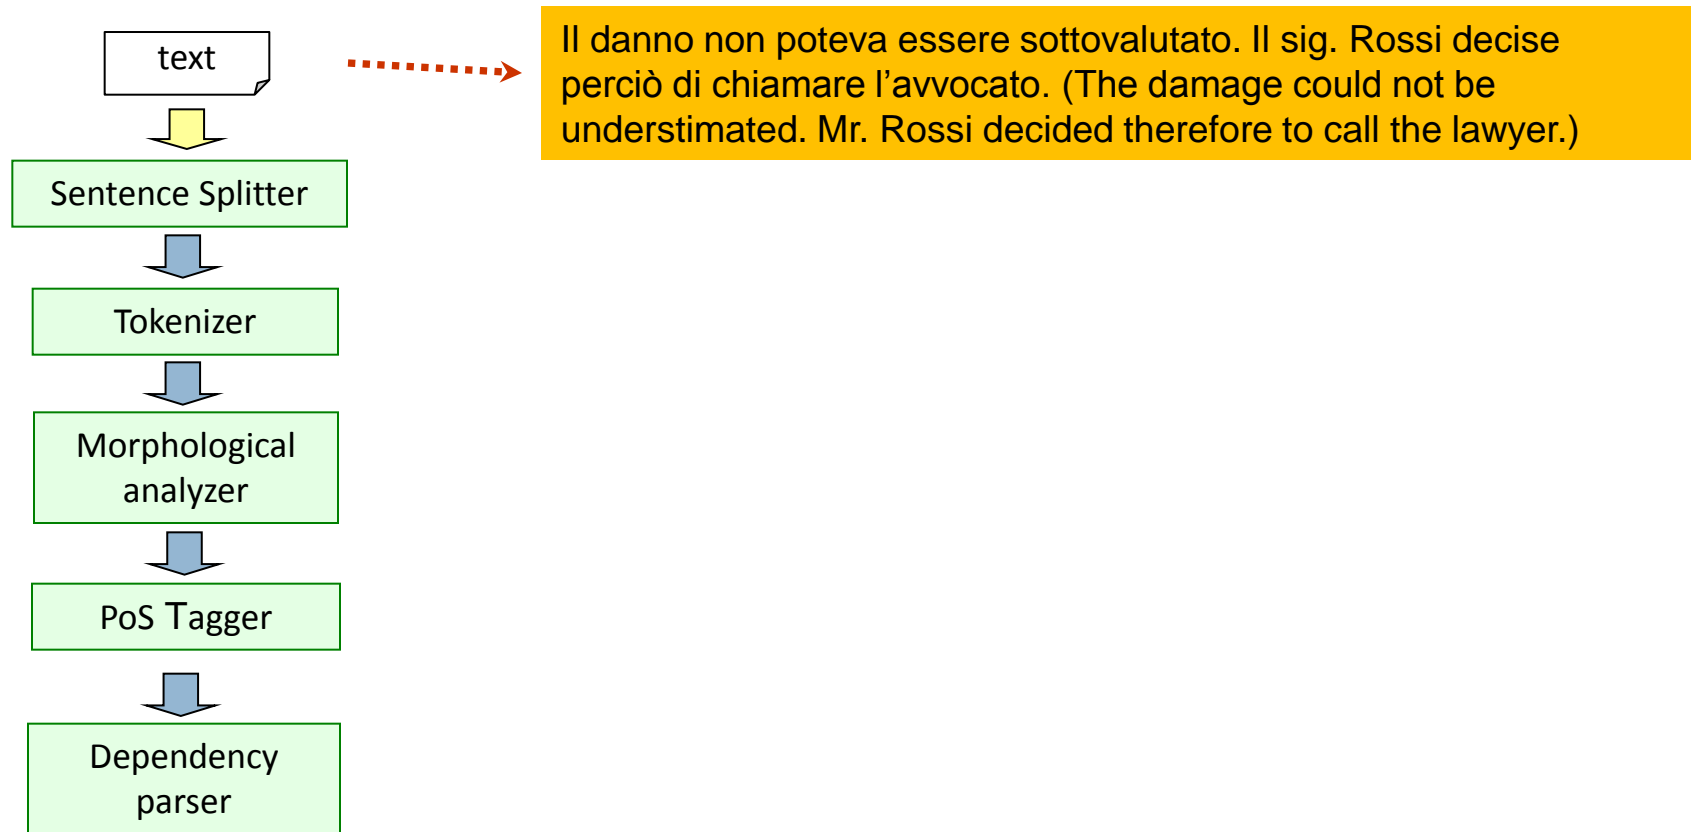 text
Il danno non poteva essere sottovalutato. Il sig. Rossi decise
perciò di chiamare l’avvocato. (The damage could not be
understimated. Mr. Rossi decided therefore to call the lawyer.)
Sentence Splitter
Tokenizer
Morphological
analyzer
PoS Tagger
Dependency
parser